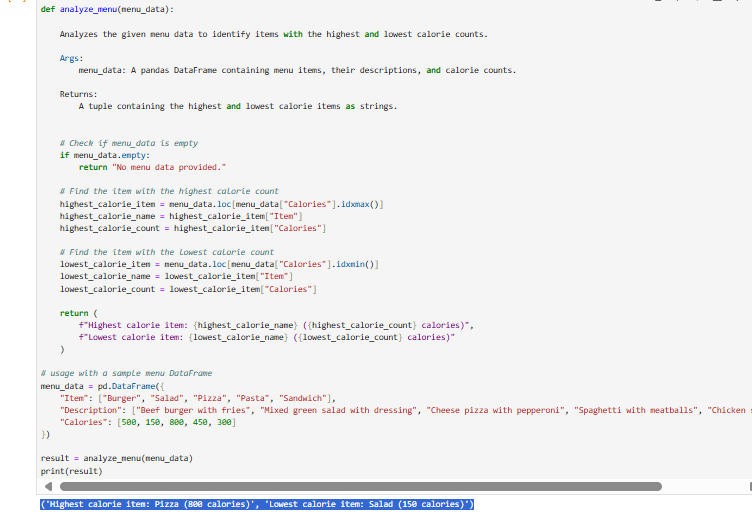 def analyze_menu(menu_data):
Analyzes the given menu data to identify items with the highest and lowest calorie counts.
Args:
menu_data: A pandas DataFrame containing menu items, their descriptions, and calorie counts.
Returns:
A tuple containing the highest and lowest calorie items as strings.
# Check if menu_data is empty
if menu_data.empty:
return "No menu data provided."
# Find the item with the highest calorie count
highest_calorie_item = menu_data.loc[menu_data["Calories"].idxmax()]
highest_calorie_name = highest_calorie_item["Item"]
highest_calorie_count = highest_calorie_item["Calories"]
# Find the item with the lowest calorie count
lowest_calorie_item = menu_data.loc[menu_data["Calories"].idxmin()]
lowest_calorie_name = lowest_calorie_item["Item"]
lowest_calorie_count = lowest_calorie_item["Calories"]
return (
f"Highest calorie item: {highest_calorie_name} ({highest_calorie_count} calories)",
f"Lowest calorie item: {lowest_calorie_name} ({lowest_calorie_count} calories)"
)
# usage with a sample menu DataFrame
menu_data = pd.DataFrame({
"Item": ["Burger", "Salad", "Pizza", "Pasta", "Sandwich"],
"Description": ["Beef burger with fries", "Mixed green salad with dressing", "Cheese pizza with pepperoni", "Spaghetti with meatballs", "Chicken
"Calories": [500, 150, 800, 450, 300]
})
result = analyze_menu(menu_data)
print(result)
('Highest calorie item: Pizza (800 calories)', 'Lowest calorie item: Salad (150 calories)')